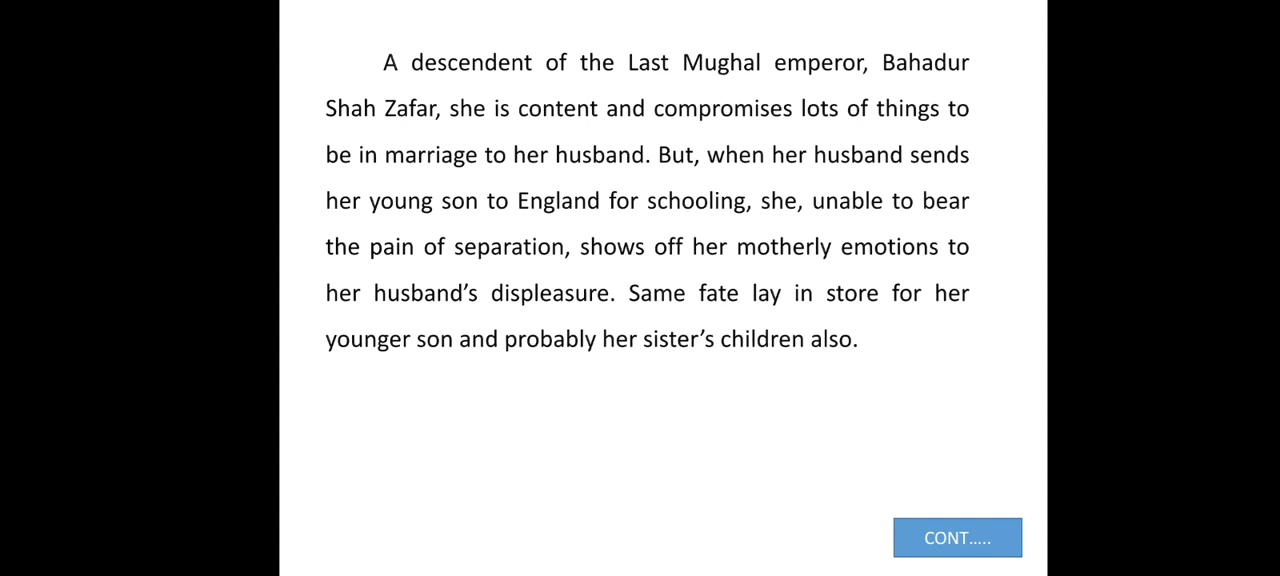 A descendent of the Last Mughal emperor, Bahadur
Shah Zafar, she is content and compromises lots of things to
be in marriage to her husband. But, when her husband sends
her young son to England for schooling, she, unable to bear
the pain of separation, shows off her motherly emotions to
her husband’s displeasure. Same fate lay in store for her
younger son and probably her sister’s children also.
CONT.....